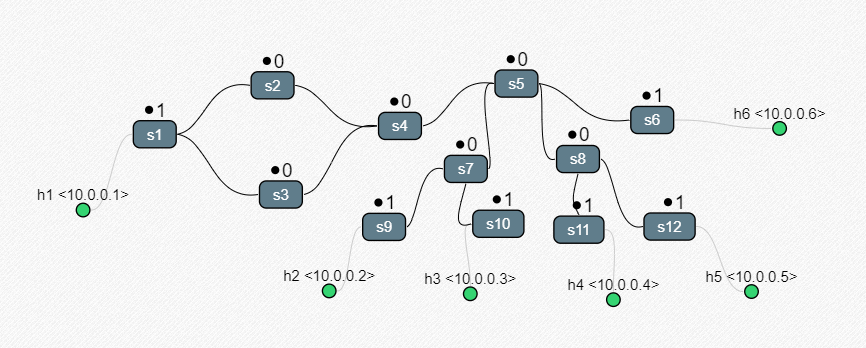 0
s5
0
s2
1
s6
0
s4
h6 <10.0.0.6>
1
s1
0
s8
0
s7
0
s3
h1 <10.0.0.1>
1
s9
1
s10
1
s11
1
s12
h2 <10.0.0.2>
h3 <10.0.0.3>
h4 <10.0.0.4>
h5 <10.0.0.5>